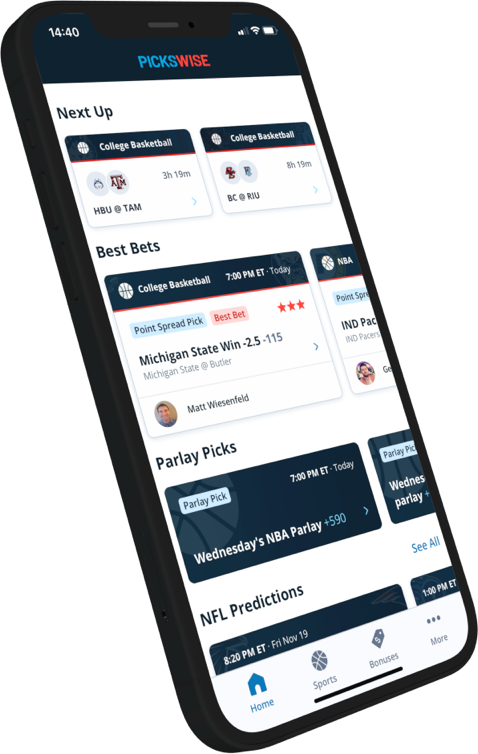 14:40
PICKSWISE
Next Up
College Basketball
3h 19m
HBU @ TAM
College Basketball
8h 19m
BC @ RIU
Best Bets
College Basketball 7:00 PM ET · Today
Point Spread Pick Best Bet
Michigan State Win -2.5 -115
Michigan State @ Butler
Matt Wiesenfeld
NBA
Point Spre
IND Pac
IND Pacers
Ge
Parlay Picks
7:00 PM ET · Today
Parlay Pick
Wednesday's NBA Parlay +590
Parlay Pic
Wednes
parlay +
See All
NFL Predictions
8:20 PM ET · Fri Nov 19
1:00 PM ET
Home
Sports
Bonuses
More